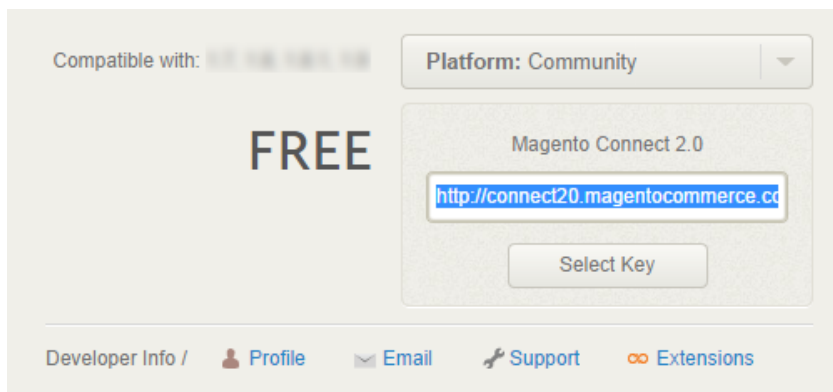 Compatible with:
Platform: Community
FREE
Magento Connect 2.0
http://connect20.magentocommerce.co
Select Key
Developer Info / Profile Email Support Extensions